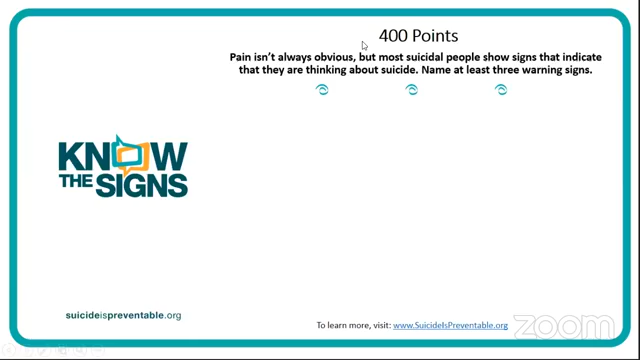 400 Points
Pain isn't always obvious, but most suicidal people show signs that indicate
that they are thinking about suicide. Name at least three warning signs.
KNOW
THE SIGNS
suicideispreventable.org
To learn more, visit: www.SuicideIsPreventable.org
zoom